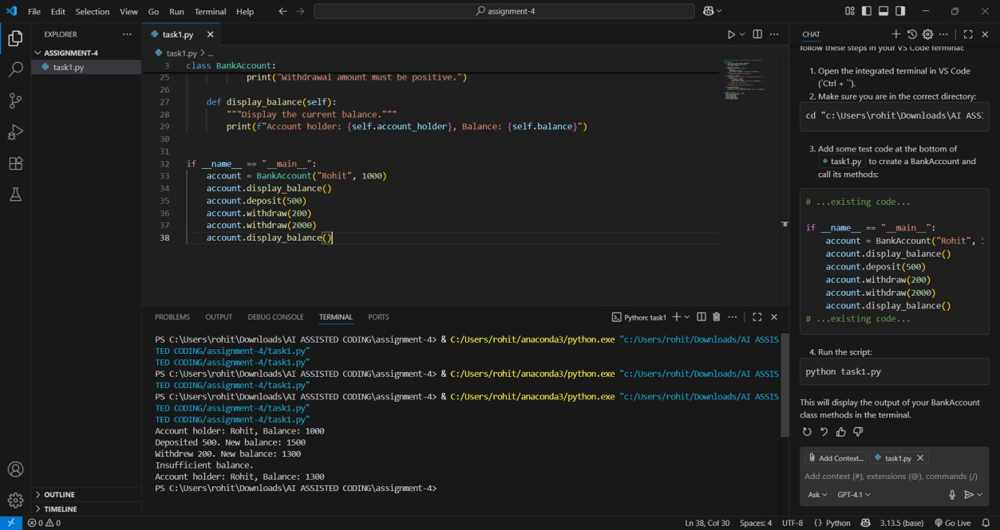 File Edit Selection View Go Run Terminal Help
assignment-4
EXPLORER
ASSIGNMENT-4
task1.py
OUTLINE
TIMELINE
task1.py
task1.py > ...
3 class BankAccount:
25 print("Withdrawal amount must be positive.")
26
27 def display_balance(self):
28 """Display the current balance."""
29 print(f"Account holder: {self.account_holder}, Balance: {self.balance}")
30
31
32 if __name__ == "__main__":
33 account = BankAccount("Rohit", 1000)
34 account.display_balance()
35 account.deposit(500)
36 account.withdraw(200)
37 account.withdraw(2000)
38 account.display_balance()
PROBLEMS OUTPUT DEBUG CONSOLE TERMINAL PORTS
Python: task1
PS C:\Users\rohit\Downloads\AI ASSISTED CODING\assignment-4> & C:/Users/rohit/anaconda3/python.exe "c:/Users/rohit/Downloads/AI ASSIS
TED CODING/assignment-4/task1.py"
TED CODING/assignment-4/task1.py"
PS C:\Users\rohit\Downloads\AI ASSISTED CODING\assignment-4> & C:/Users/rohit/anaconda3/python.exe "c:/Users/rohit/Downloads/AI ASSIS
TED CODING/assignment-4/task1.py"
PS C:\Users\rohit\Downloads\AI ASSISTED CODING\assignment-4> & C:/Users/rohit/anaconda3/python.exe "c:/Users/rohit/Downloads/AI ASSIS
TED CODING/assignment-4/task1.py"
TED CODING/assignment-4/task1.py"
Account holder: Rohit, Balance: 1000
Deposited 500. New balance: 1500
Withdrew 200. New balance: 1300
Insufficient balance.
Account holder: Rohit, Balance: 1300
PS C:\Users\rohit\Downloads\AI ASSISTED CODING\assignment-4>
CHAT
follow these steps in your VS Code terminal:
1. Open the integrated terminal in VS Code
(`Ctrl + ``).
2. Make sure you are in the correct directory:
cd "c:\Users\rohit\Downloads\AI ASS
3. Add some test code at the bottom of
task1.py to create a BankAccount and
call its methods:
# ...existing code...
if __name__ == "__main__":
account = BankAccount("Rohit",
account.display_balance()
account.deposit(500)
account.withdraw(200)
account.withdraw(2000)
account.display_balance()
# ...existing code...
4. Run the script:
python task1.py
This will display the output of your BankAccount
class methods in the terminal.
Add Context... task1.py
Add context (#), extensions (@), commands (/)
Ask GPT-4.1
0 0 Ln 38, Col 30 Spaces: 4 UTF-8 {} Python 3.13.5 (base) Go Live